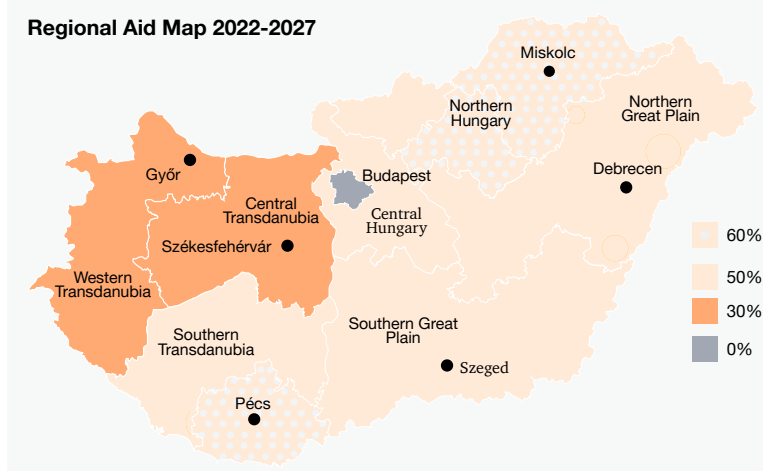 Regional Aid Map 2022-2027
Miskolc
Northern
Hungary
Northern
Great Plain
Győr
Budapest
Debrecen
Central
Transdanubia
Central
Hungary
Székesfehérvár
Western
Transdanubia
Southern
Transdanubia
Southern Great
Plain
Szeged
Pécs
60%
50%
30%
0%